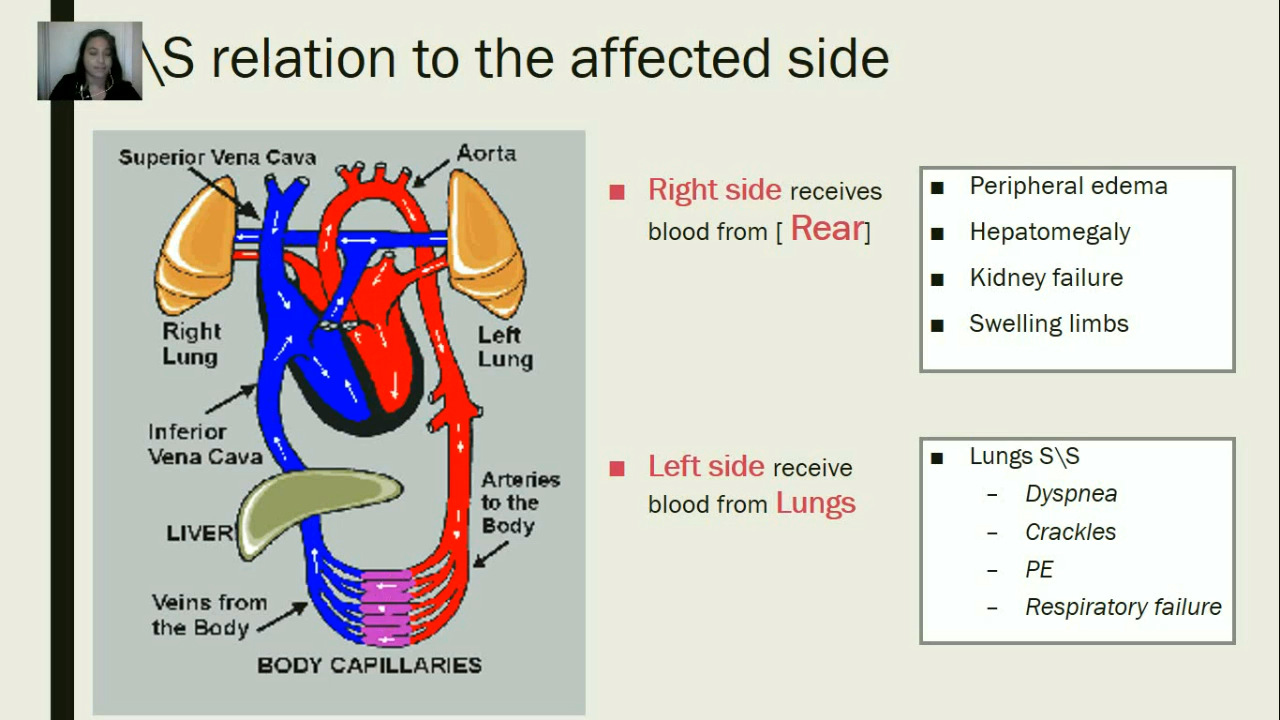 \S relation to the affected side
Superior Vena Cava
Aorta
Right
Lung
Left
Lung
Inferior
Vena Cava
LIVER
Arteries
to the
Body
Veins from
the Body
BODY CAPILLARIES
Right side receives
blood from [ Rear]
Peripheral edema
Hepatomegaly
Kidney failure
Swelling limbs
Left side receive
blood from Lungs
Lungs S\S
– Dyspnea
– Crackles
– PE
– Respiratory failure